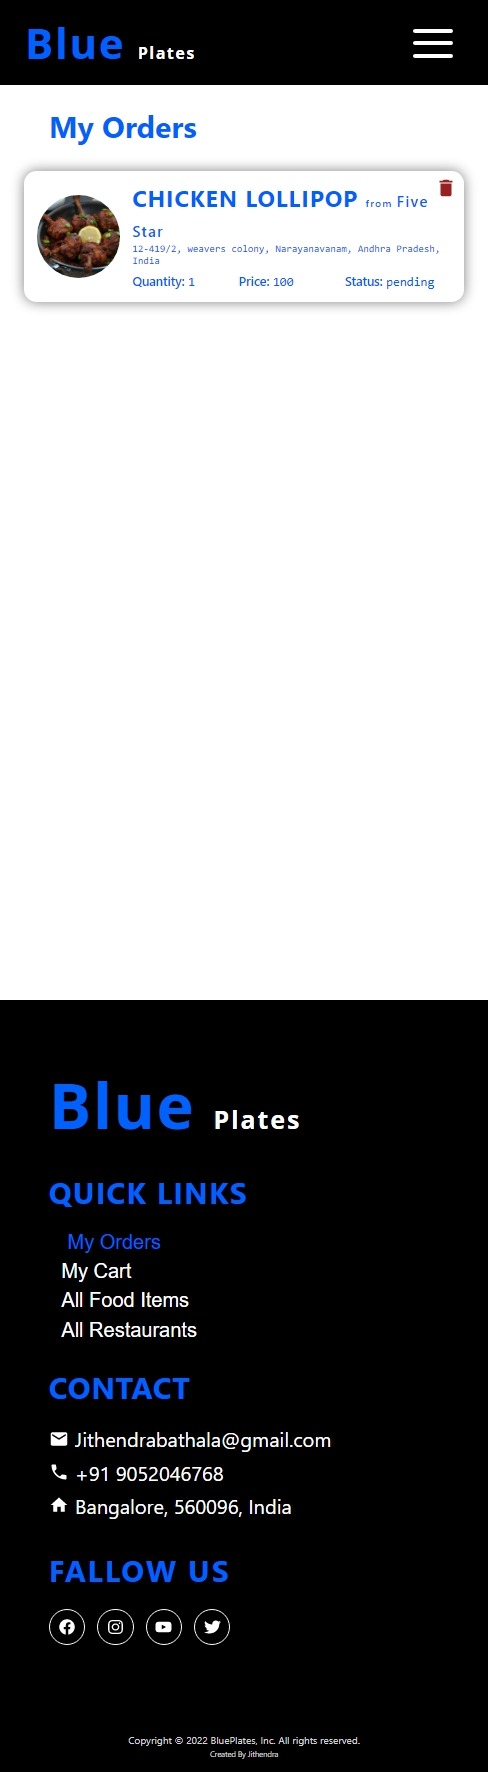 Blue Plates
My Orders
CHICKEN LOLLIPOP from Five
Star
12-419/2, weavers colony, Narayanavanam, Andhra Pradesh,
India
Quantity: 1 Price: 100 Status: pending
Blue Plates
QUICK LINKS
My Orders
My Cart
All Food Items
All Restaurants
CONTACT
Jithendrabathala@gmail.com
+91 9052046768
Bangalore, 560096, India
FALLOW US
Copyright © 2022 BluePlates, Inc. All rights reserved.
Created By Jithendra